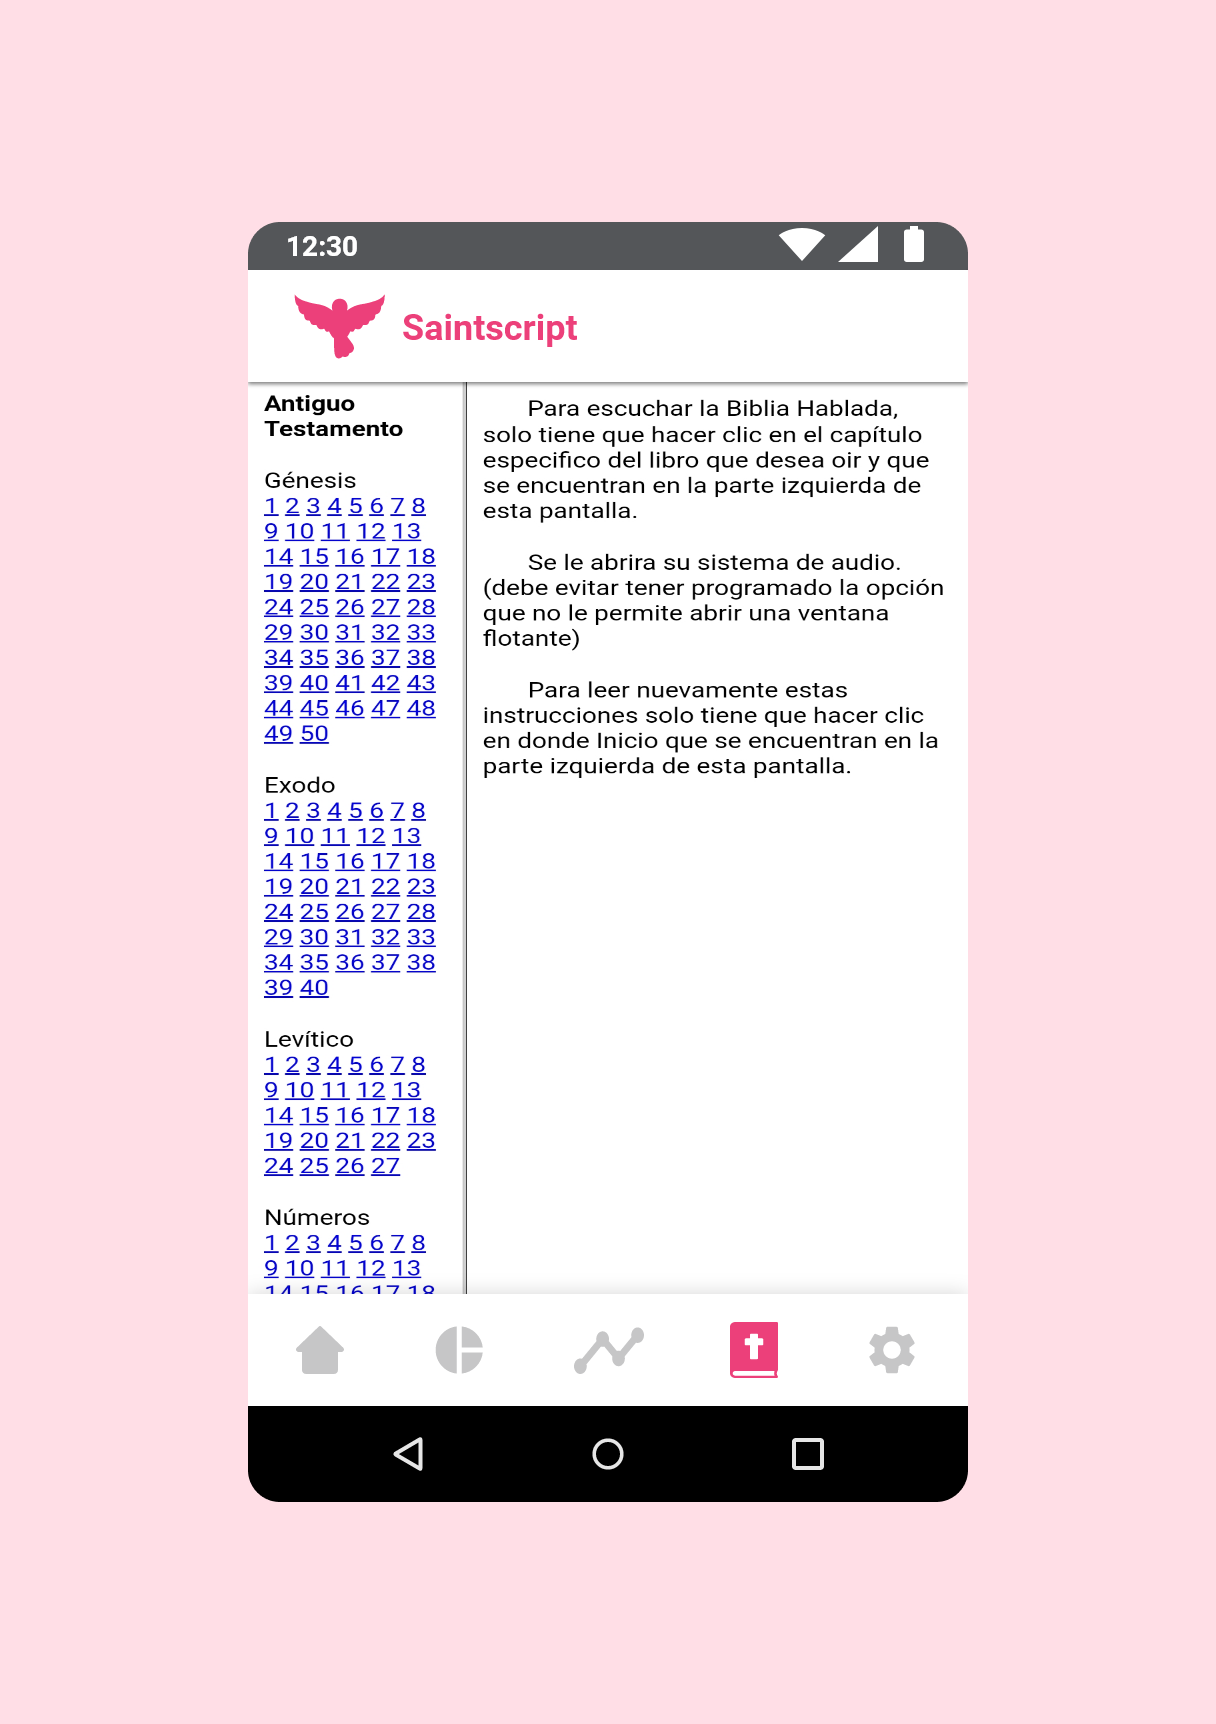 12:30
Saintscript
Antiguo
Testamento
Génesis
1 2 3 4 5 6 7 8
9 10 11 12 13
14 15 16 17 18
19 20 21 22 23
24 25 26 27 28
29 30 31 32 33
34 35 36 37 38
39 40 41 42 43
44 45 46 47 48
49 50
Exodo
1 2 3 4 5 6 7 8
9 10 11 12 13
14 15 16 17 18
19 20 21 22 23
24 25 26 27 28
29 30 31 32 33
34 35 36 37 38
39 40
Levítico
1 2 3 4 5 6 7 8
9 10 11 12 13
14 15 16 17 18
19 20 21 22 23
24 25 26 27
Números
1 2 3 4 5 6 7 8
9 10 11 12 13
14 15 16 17 18
Para escuchar la Biblia Hablada,
solo tiene que hacer clic en el capítulo
especifico del libro que desea oir y que
se encuentran en la parte izquierda de
esta pantalla.
Se le abrira su sistema de audio.
(debe evitar tener programado la opción
que no le permite abrir una ventana
flotante)
Para leer nuevamente estas
instrucciones solo tiene que hacer clic
en donde Inicio que se encuentran en la
parte izquierda de esta pantalla.